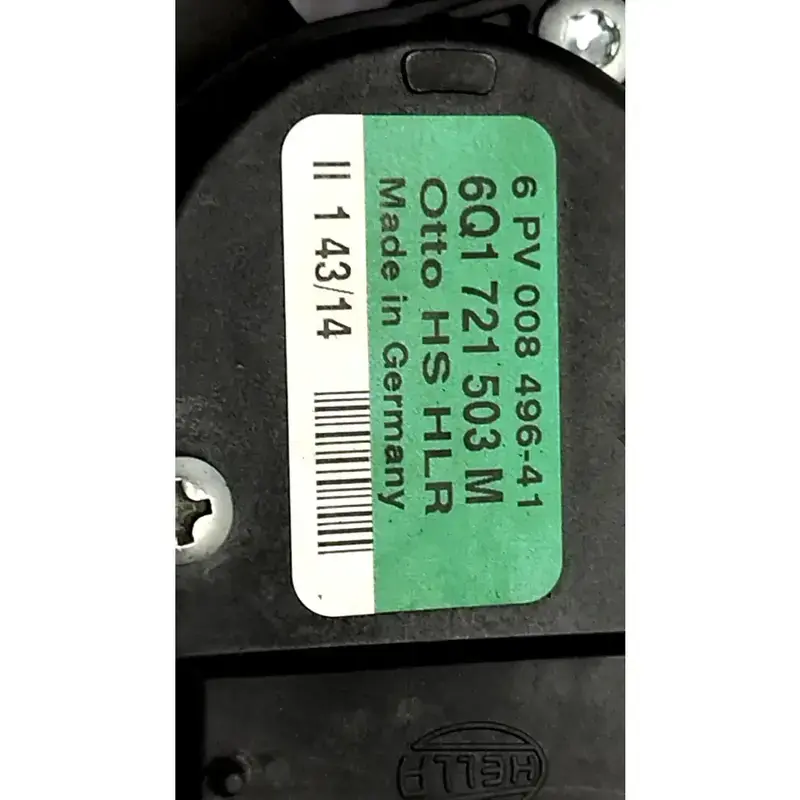 6 PV 008 496-41
6Q1 721 503 M
Otto HS HLR
Made in Germany
II 1 43/14
HELLA